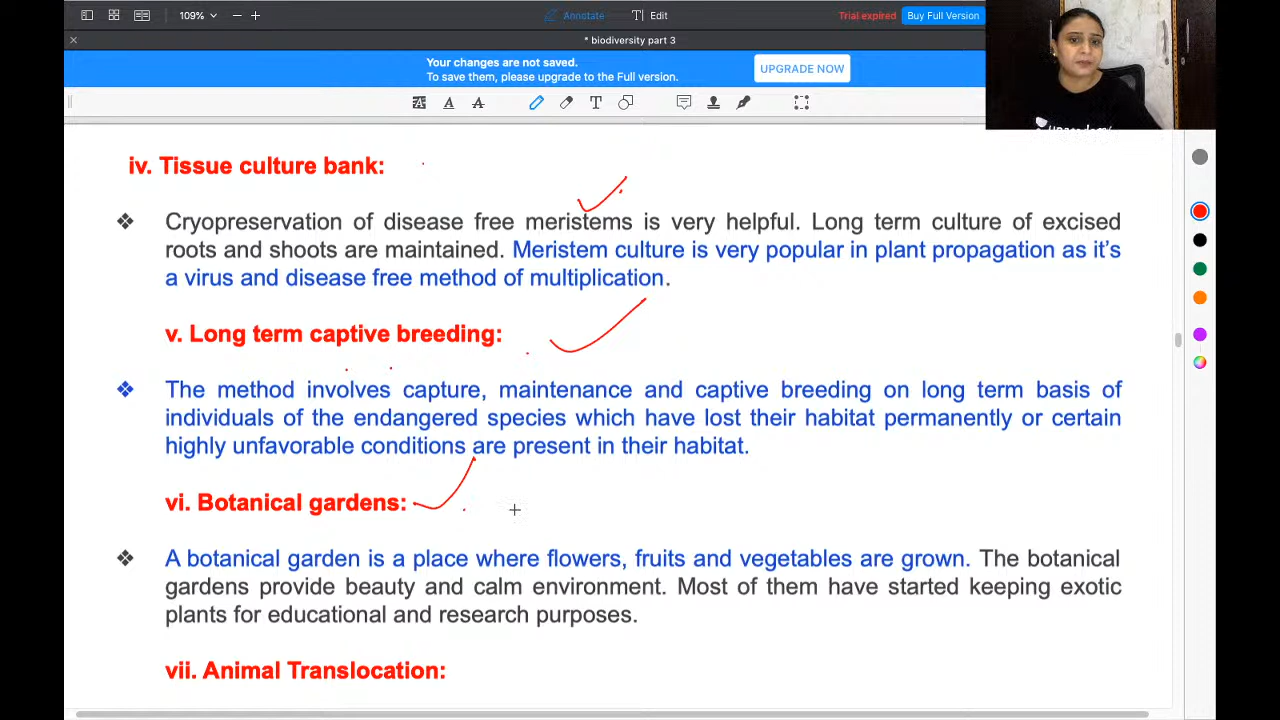 109%
Annotate
Edit
Trial expired
Buy Full Version
* biodiversity part 3
Your changes are not saved.
To save them, please upgrade to the Full version.
UPGRADE NOW
iv. Tissue culture bank:
Cryopreservation of disease free meristems is very helpful. Long term culture of excised
roots and shoots are maintained. Meristem culture is very popular in plant propagation as it's
a virus and disease free method of multiplication.
v. Long term captive breeding:
The method involves capture, maintenance and captive breeding on long term basis of
individuals of the endangered species which have lost their habitat permanently or certain
highly unfavorable conditions are present in their habitat.
vi. Botanical gardens:
A botanical garden is a place where flowers, fruits and vegetables are grown. The botanical
gardens provide beauty and calm environment. Most of them have started keeping exotic
plants for educational and research purposes.
vii. Animal Translocation: